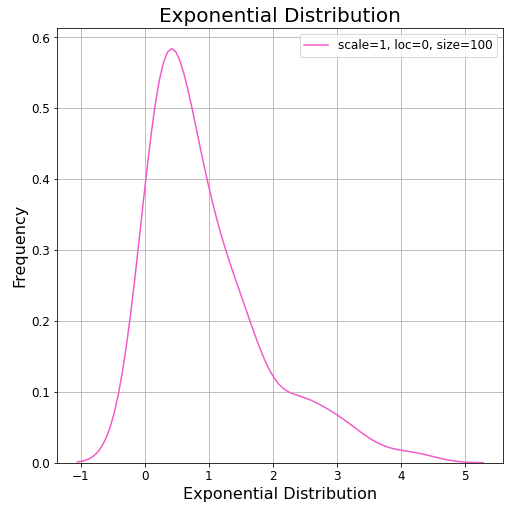 Exponential Distribution
scale=1, loc=0, size=100
Frequency
0.6
0.5
0.4
0.3
0.2
0.1
0.0
−1 0 1 2 3 4 5
Exponential Distribution